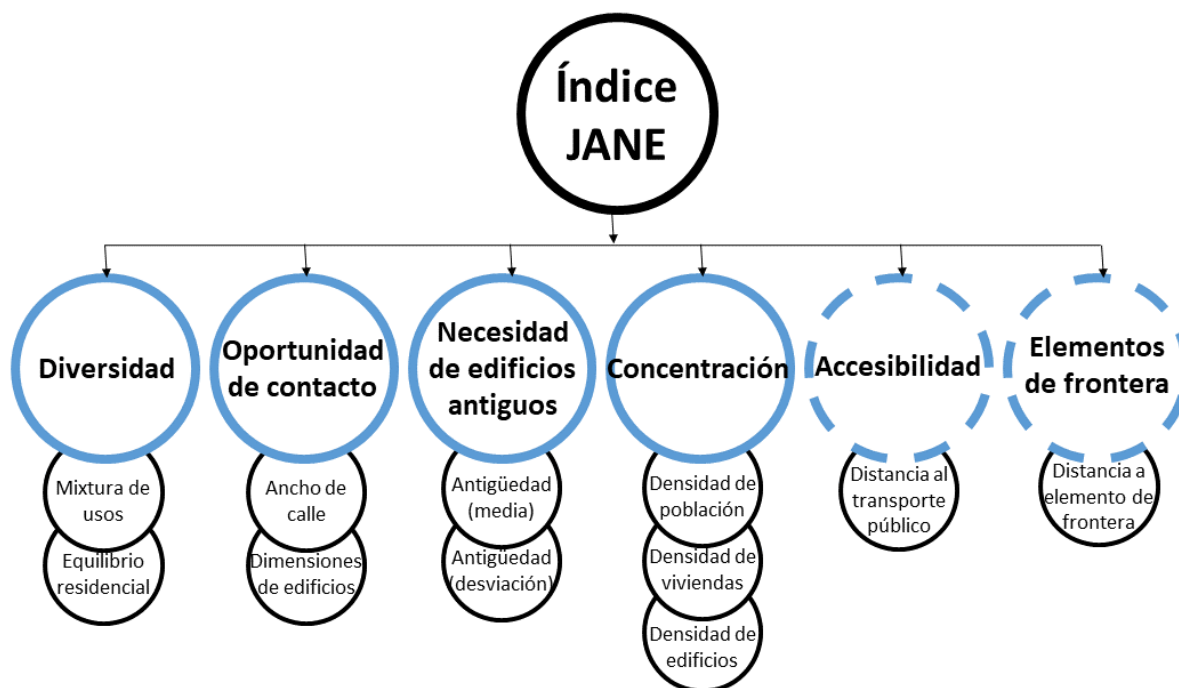 Índice
JANE
Diversidad
Oportunidad
de contacto
Necesidad
de edificios
antiguos
Concentración
Accesibilidad
Elementos
de frontera
Mixtura de
usos
Equilibrio
residencial
Ancho de
calle
Dimensiones
de edificios
Antigüedad
(media)
Antigüedad
(desviación)
Densidad de
población
Densidad de
viviendas
Densidad de
edificios
Distancia al
transporte
público
Distancia a
elemento de
frontera